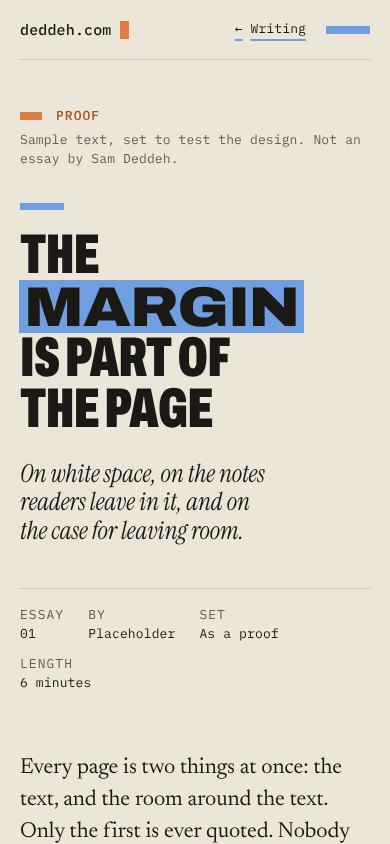 deddeh.com ← Writing
PROOF
Sample text, set to test the design. Not an
essay by Sam Deddeh.
THE
MARGIN
IS PART OF
THE PAGE
On white space, on the notes
readers leave in it, and on
the case for leaving room.
ESSAY BY SET
01 Placeholder As a proof
LENGTH
6 minutes
Every page is two things at once: the
text, and the room around the text.
Only the first is ever quoted. Nobody